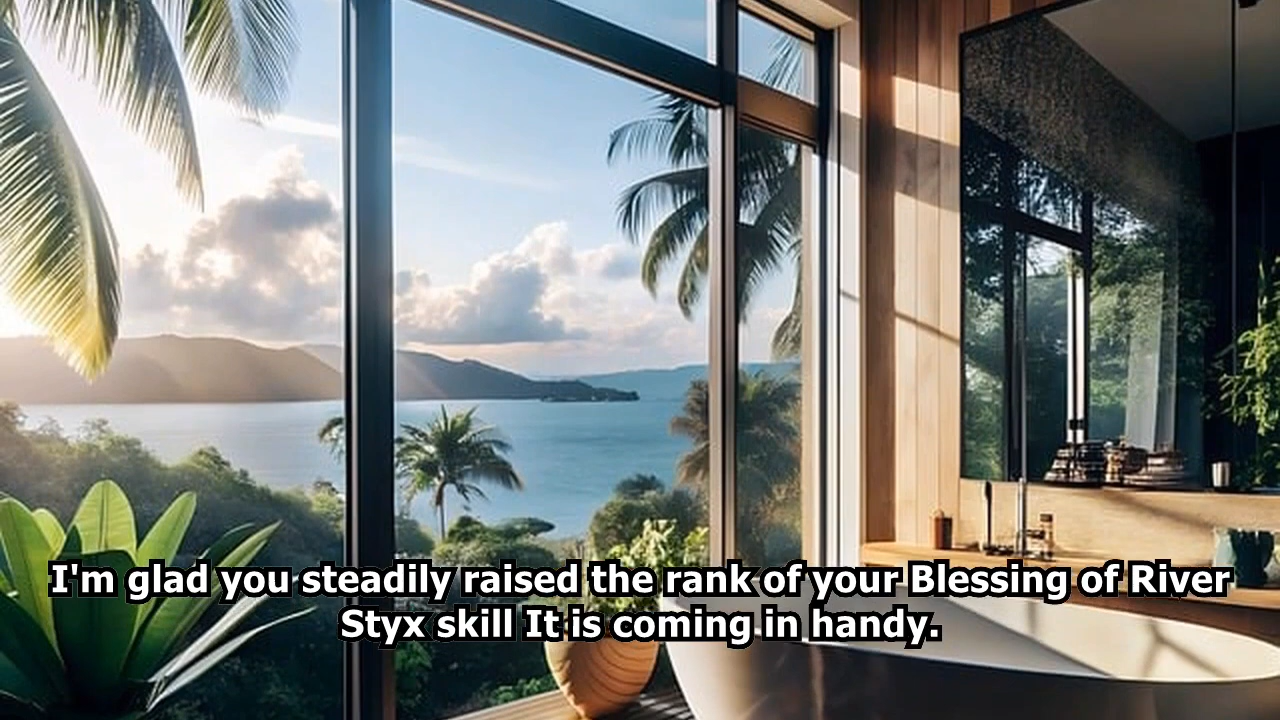 I'm glad you steadily raised the rank of your Blessing of River
Styx skill It is coming in handy.